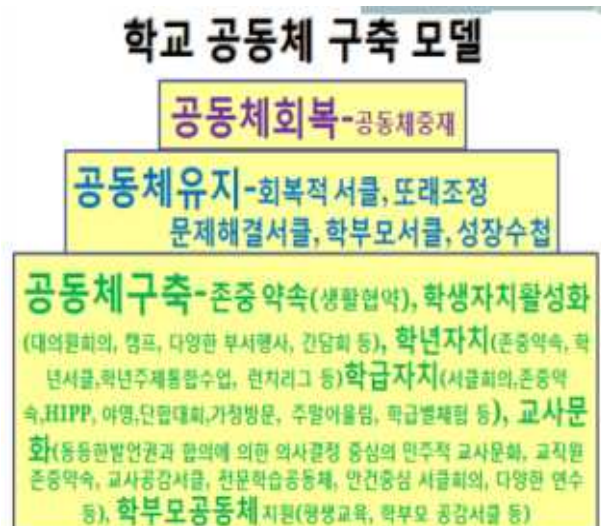 학교 공동체 구축 모델
공동체회복-공동체중재
공동체유지-회복적 서클, 또래조정
문제해결서클, 학부모서클, 성장수첩
공동체구축-존중 약속(생활협약), 학생자치활성화
(대의원회의, 캠프, 다양한 부서행사, 간담회 등), 학년자치(존중약속, 학
년서클,학년주제통합수업, 런치리그 등)학급자치(서클회의,존중약
속,HIPP, 야영,단합대회,가정방문, 주말어울림, 학급별체험 등), 교사문
화(동등한발언권과 합의에 의한 의사결정 중심의 민주적 교사문화, 교직원
존중약속, 교사공감서클, 전문학습공동체, 안건중심 서클회의, 다양한 연수
등), 학부모공동체 지원(평생교육, 학부모 공감서클 등)